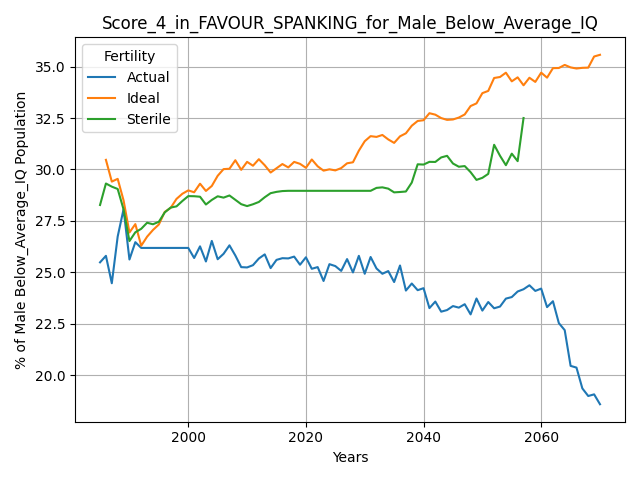 Score_4_in_FAVOUR_SPANKING_for_Male_Below_Average_IQ
Fertility
Actual
Ideal
Sterile
% of Male Below_Average_IQ Population
35.0
32.5
30.0
27.5
25.0
22.5
20.0
2000
2020
2040
2060
Years